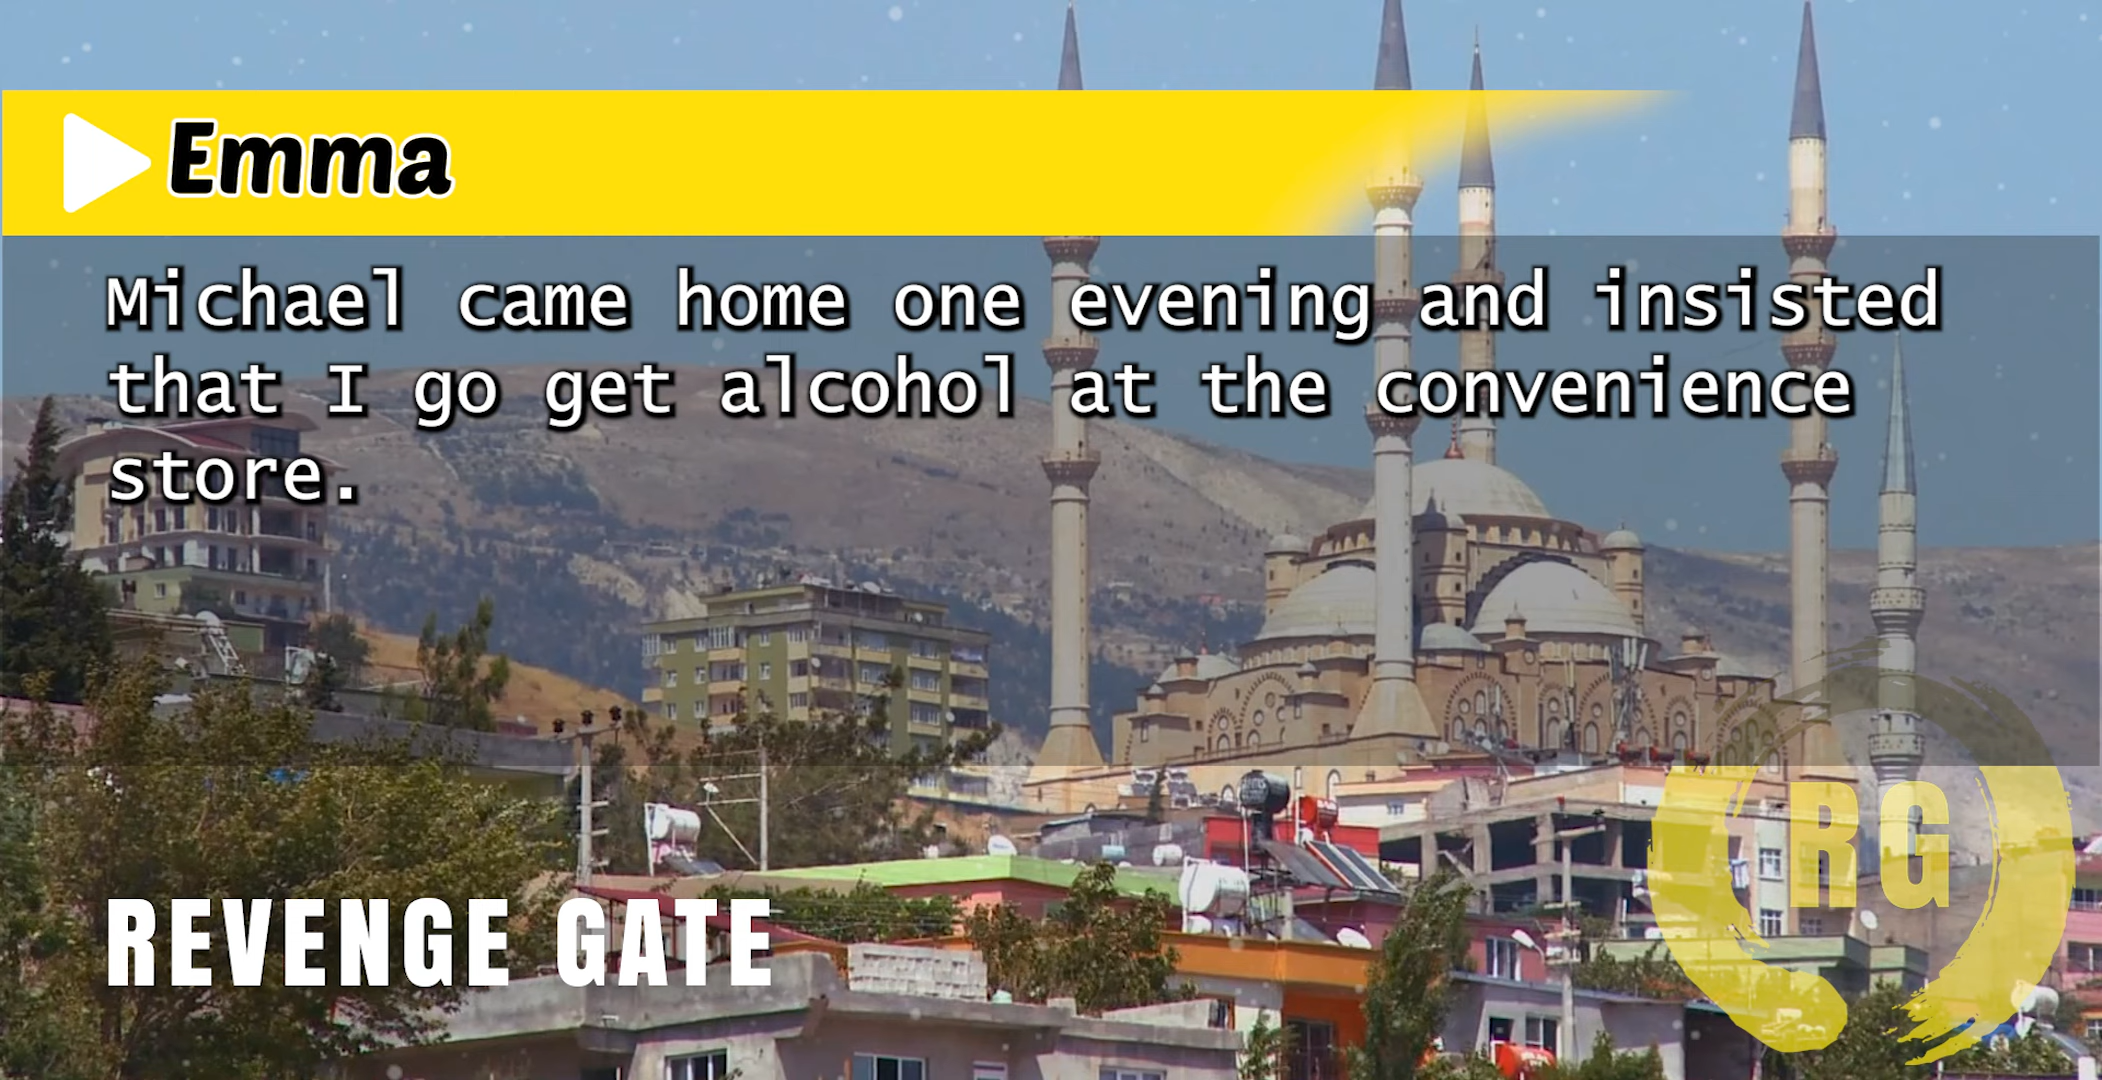 Emma
Michael came home one evening and insisted
that I go get alcohol at the convenience
store.
REVENGE GATE
RG